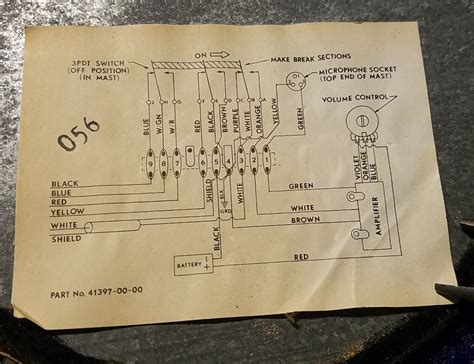 ON
3PDT SWITCH
(OFF POSITION)
(IN MAST)
MAKE BREAK SECTIONS
MICROPHONE SOCKET
(TOP END OF MAST)
VOLUME CONTROL
056
BLUE
W/GN
W/R
RED
BLACK
BROWN
PURPLE
WHITE
ORANGE
YELLOW
GREEN
VIOLET
ORANGE
BLUE
9
8
7
6
5
4
3
2
1
BLACK
BLUE
RED
YELLOW
WHITE
SHIELD
SHIELD
WHITE
GRD
GREEN
WHITE
BROWN
AMPLIFIER
BLACK
BATTERY
RED
PART No. 41397-00-00